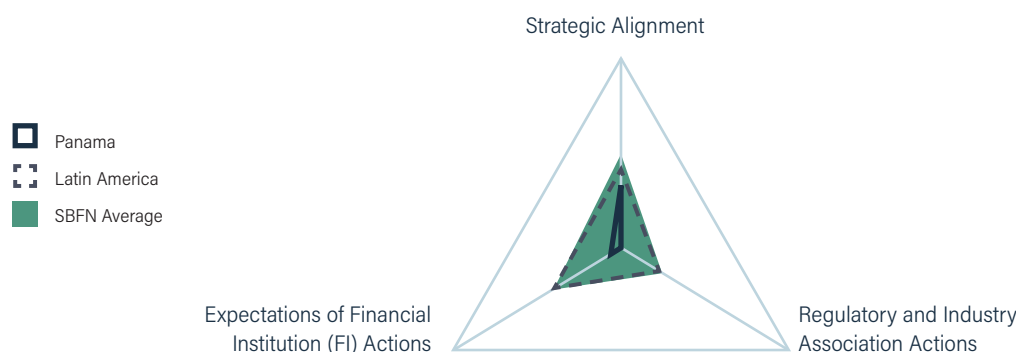 Strategic Alignment
Panama
Latin America
SBFN Average
Expectations of Financial
Institution (FI) Actions
Regulatory and Industry
Association Actions